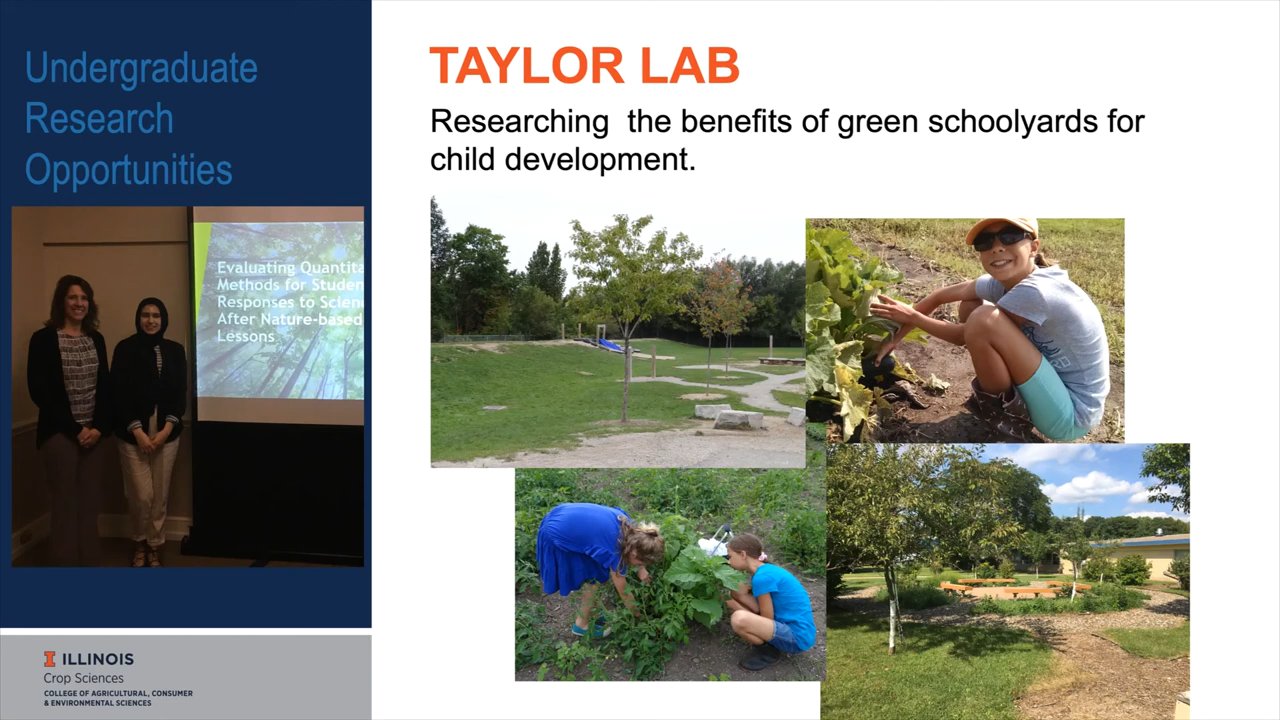 Undergraduate
Research
Opportunities
TAYLOR LAB
Researching the benefits of green schoolyards for
child development.
Evaluating Quantita
Methods for Studen
Responses to Scien
After Nature-based
Lessons
I ILLINOIS
Crop Sciences
COLLEGE OF AGRICULTURAL, CONSUMER
& ENVIRONMENTAL SCIENCES